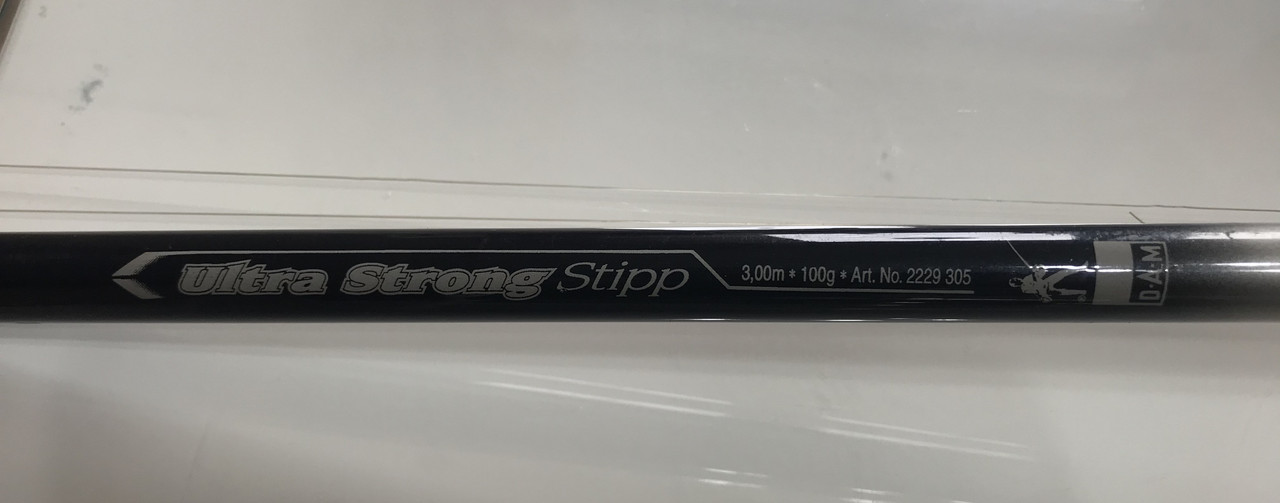 Ultra Strong Stipp 3,00m * 100g * Art. No. 2229 305
D·A·M